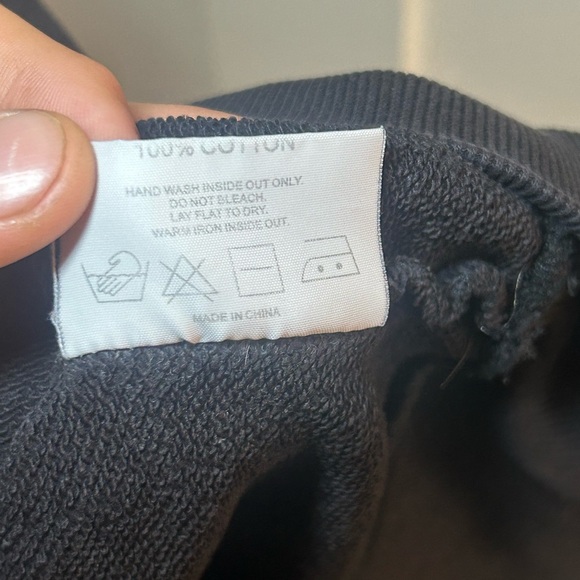 100% COTTON
HAND WASH INSIDE OUT ONLY.
DO NOT BLEACH.
LAY FLAT TO DRY.
WARM IRON INSIDE OUT.
MADE IN CHINA